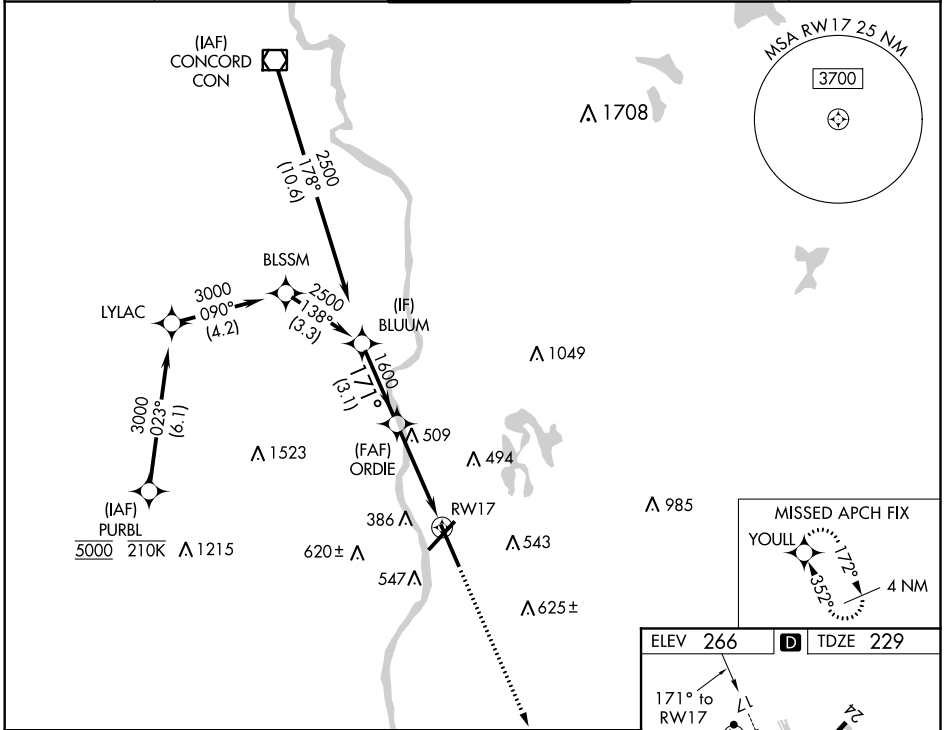 (IAF)
CONCORD
CON
MSA RW17 25 NM
3700
1708
2500
178°
(10.6)
BLSSM
LYLAC
3000
090°
(4.2)
2500
138°
(3.3)
(IF)
BLUUM
1600
171°
(3.1)
1049
3000
023°
(6.1)
1523
(FAF)
ORDIE
509
494
(IAF)
PURBL
5000 210K
1215
386
RW17
985
620±
543
547
625±
MISSED APCH FIX
YOULL
172°
352°
4 NM
ELEV 266
D
TDZE 229
171° to
RW17
17
24